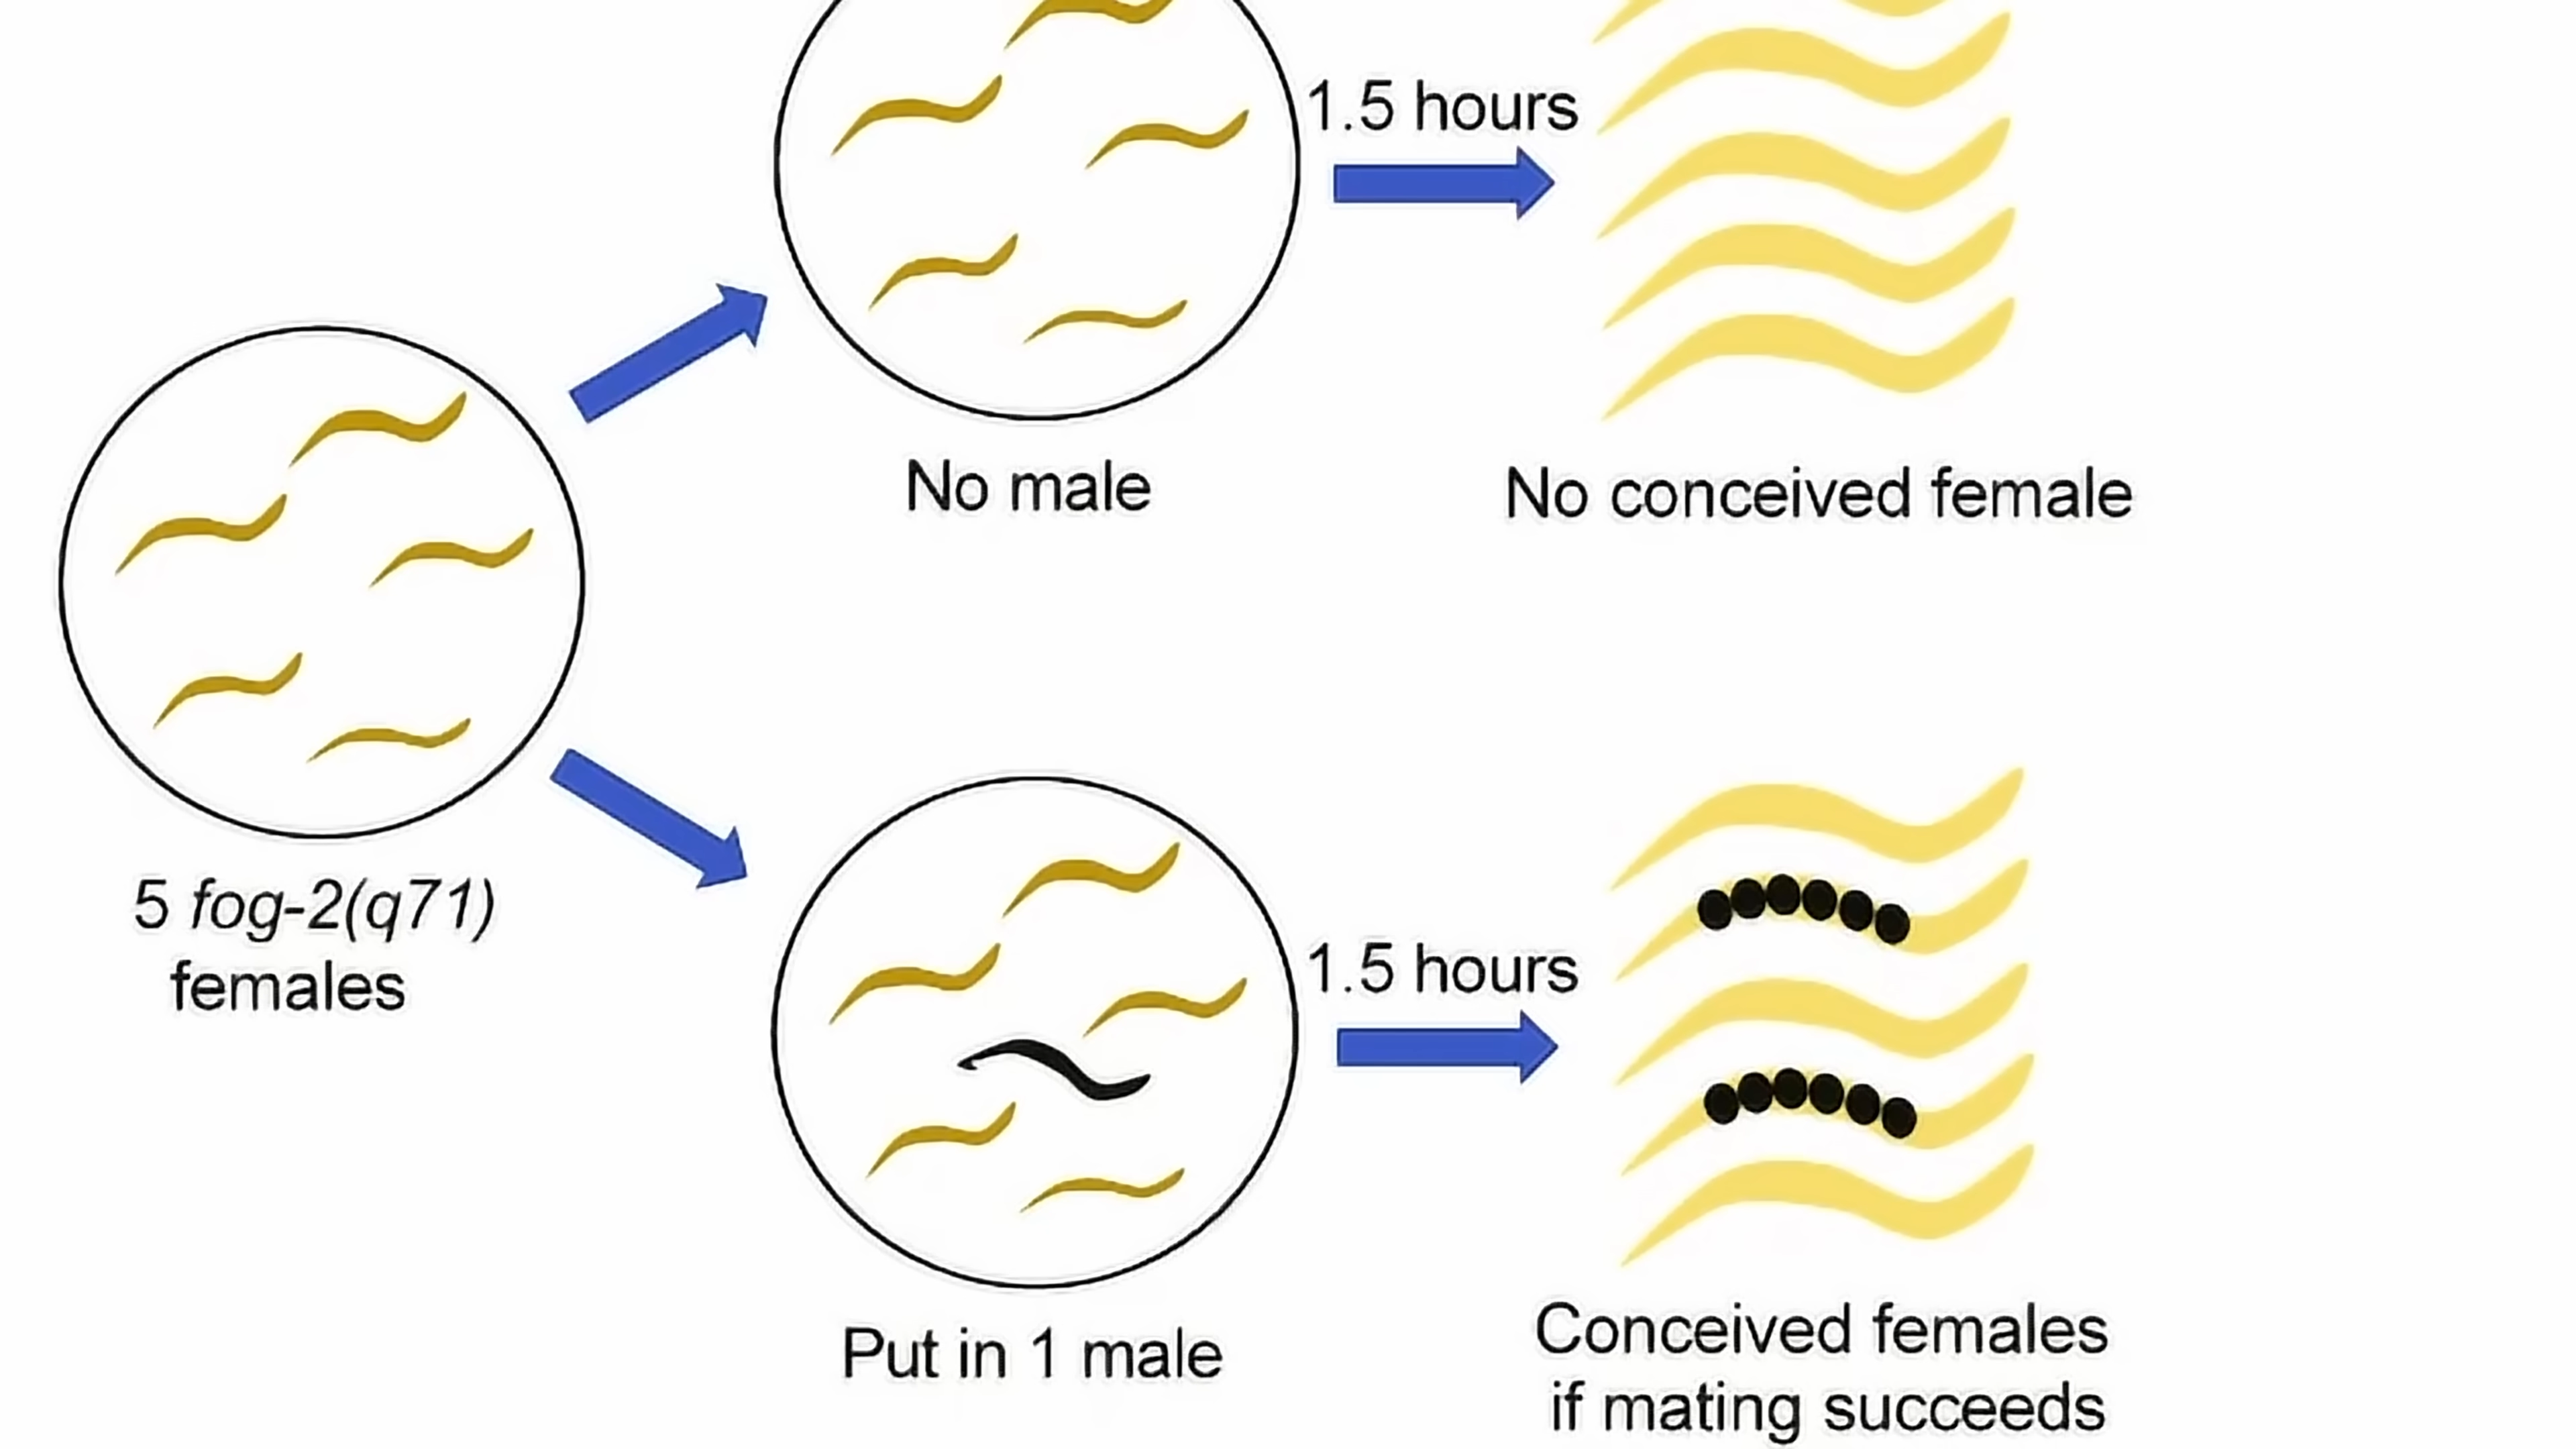 1.5 hours
No male
No conceived female
5 fog-2(q71)
females
1.5 hours
Put in 1 male
Conceived females
if mating succeeds